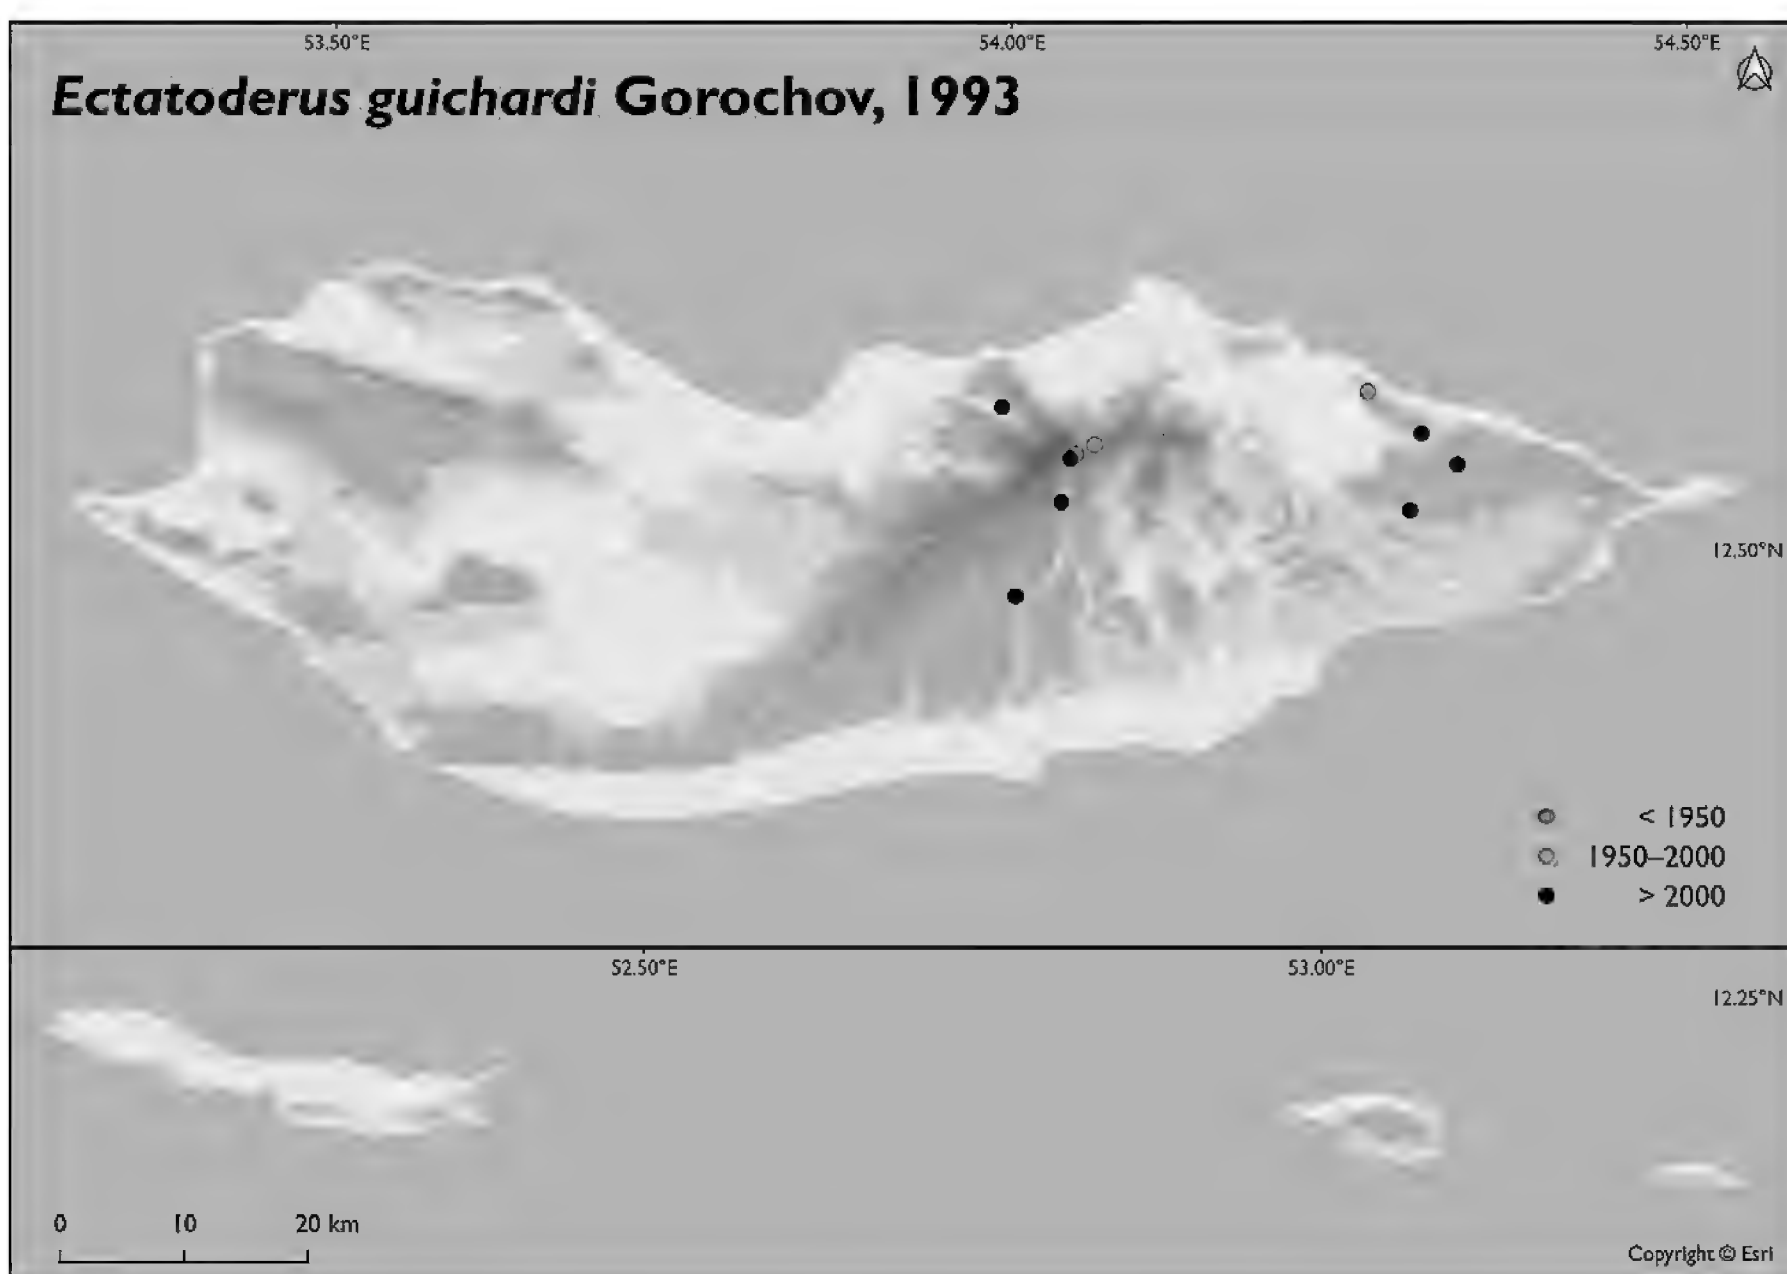 53.50°E 54.00°E 54.50°E
Ectatoderus guichardi Gorochov, 1993
12.50°N
< 1950
1950–2000
> 2000
52.50°E 53.00°E
12.25°N
0 10 20 km
Copyright © Esri